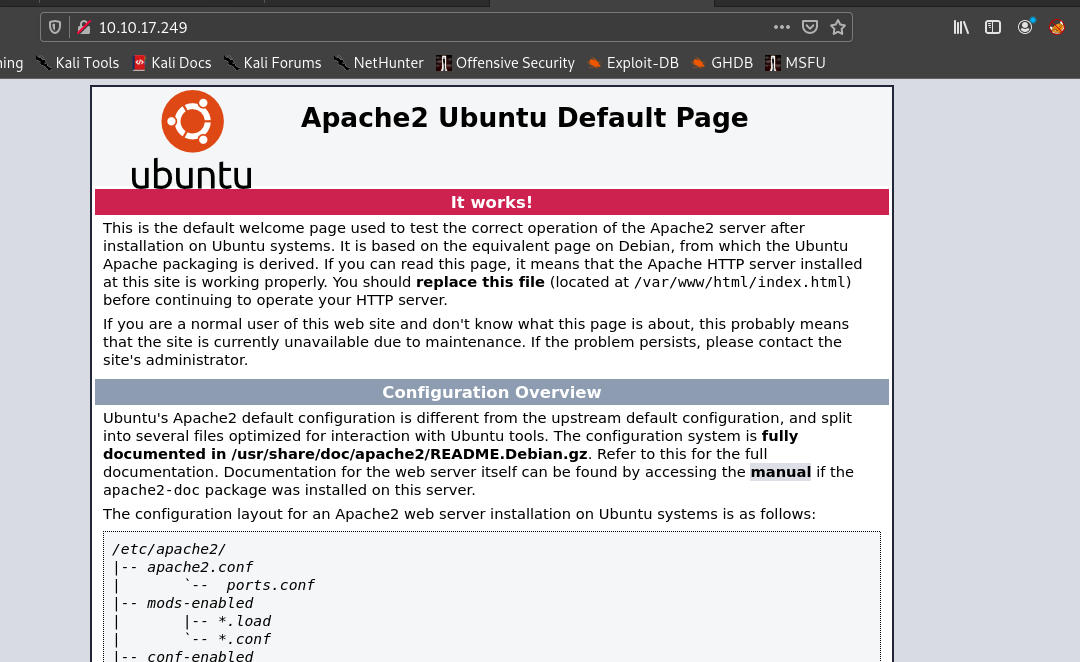 10.10.17.249
ing Kali Tools Kali Docs Kali Forums NetHunter Offensive Security Exploit-DB GHDB MSFU
ubuntu
Apache2 Ubuntu Default Page
It works!
This is the default welcome page used to test the correct operation of the Apache2 server after
installation on Ubuntu systems. It is based on the equivalent page on Debian, from which the Ubuntu
Apache packaging is derived. If you can read this page, it means that the Apache HTTP server installed
at this site is working properly. You should replace this file (located at /var/www/html/index.html)
before continuing to operate your HTTP server.
If you are a normal user of this web site and don't know what this page is about, this probably means
that the site is currently unavailable due to maintenance. If the problem persists, please contact the
site's administrator.
Configuration Overview
Ubuntu's Apache2 default configuration is different from the upstream default configuration, and split
into several files optimized for interaction with Ubuntu tools. The configuration system is fully
documented in /usr/share/doc/apache2/README.Debian.gz. Refer to this for the full
documentation. Documentation for the web server itself can be found by accessing the manual if the
apache2-doc package was installed on this server.
The configuration layout for an Apache2 web server installation on Ubuntu systems is as follows:
/etc/apache2/
|-- apache2.conf
|       `--  ports.conf
|-- mods-enabled
|       |-- *.load
|       `-- *.conf
|-- conf-enabled